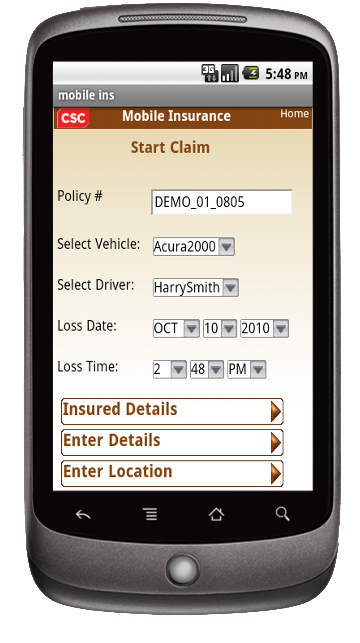 3G
5:48 PM
mobile ins
CSC Mobile Insurance Home
Start Claim
Policy # DEMO_01_0805
Select Vehicle: Acura2000
Select Driver: HarrySmith
Loss Date: OCT 10 2010
Loss Time: 2 48 PM
Insured Details
Enter Details
Enter Location